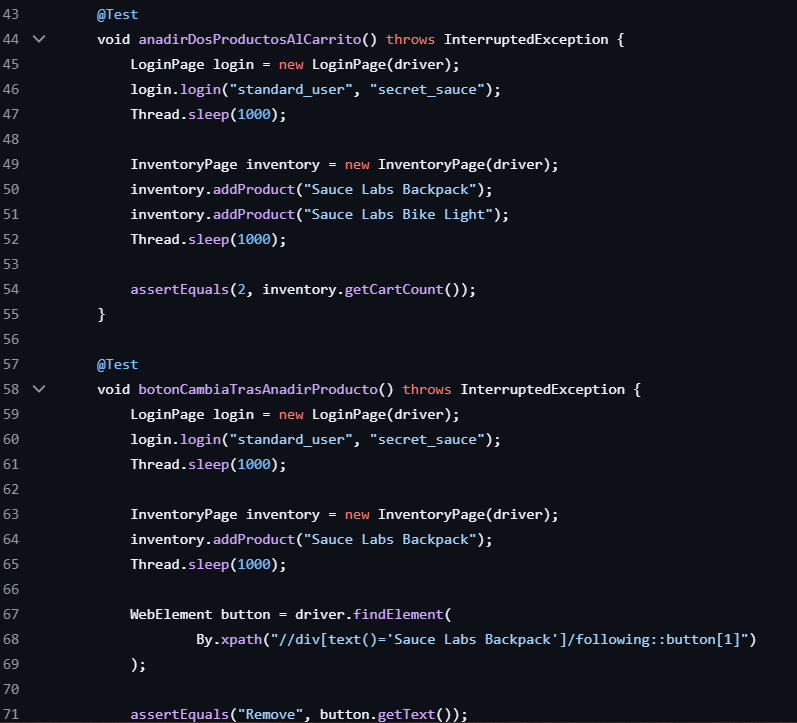 43 @Test
44 void anadirDosProductosAlCarrito() throws InterruptedException {
45 LoginPage login = new LoginPage(driver);
46 login.login("standard_user", "secret_sauce");
47 Thread.sleep(1000);
48
49 InventoryPage inventory = new InventoryPage(driver);
50 inventory.addProduct("Sauce Labs Backpack");
51 inventory.addProduct("Sauce Labs Bike Light");
52 Thread.sleep(1000);
53
54 assertEquals(2, inventory.getCartCount());
55 }
56
57 @Test
58 void botonCambiaTrasAnadirProducto() throws InterruptedException {
59 LoginPage login = new LoginPage(driver);
60 login.login("standard_user", "secret_sauce");
61 Thread.sleep(1000);
62
63 InventoryPage inventory = new InventoryPage(driver);
64 inventory.addProduct("Sauce Labs Backpack");
65 Thread.sleep(1000);
66
67 WebElement button = driver.findElement(
68 By.xpath("//div[text()='Sauce Labs Backpack']/following::button[1]")
69 );
70
71 assertEquals("Remove", button.getText());